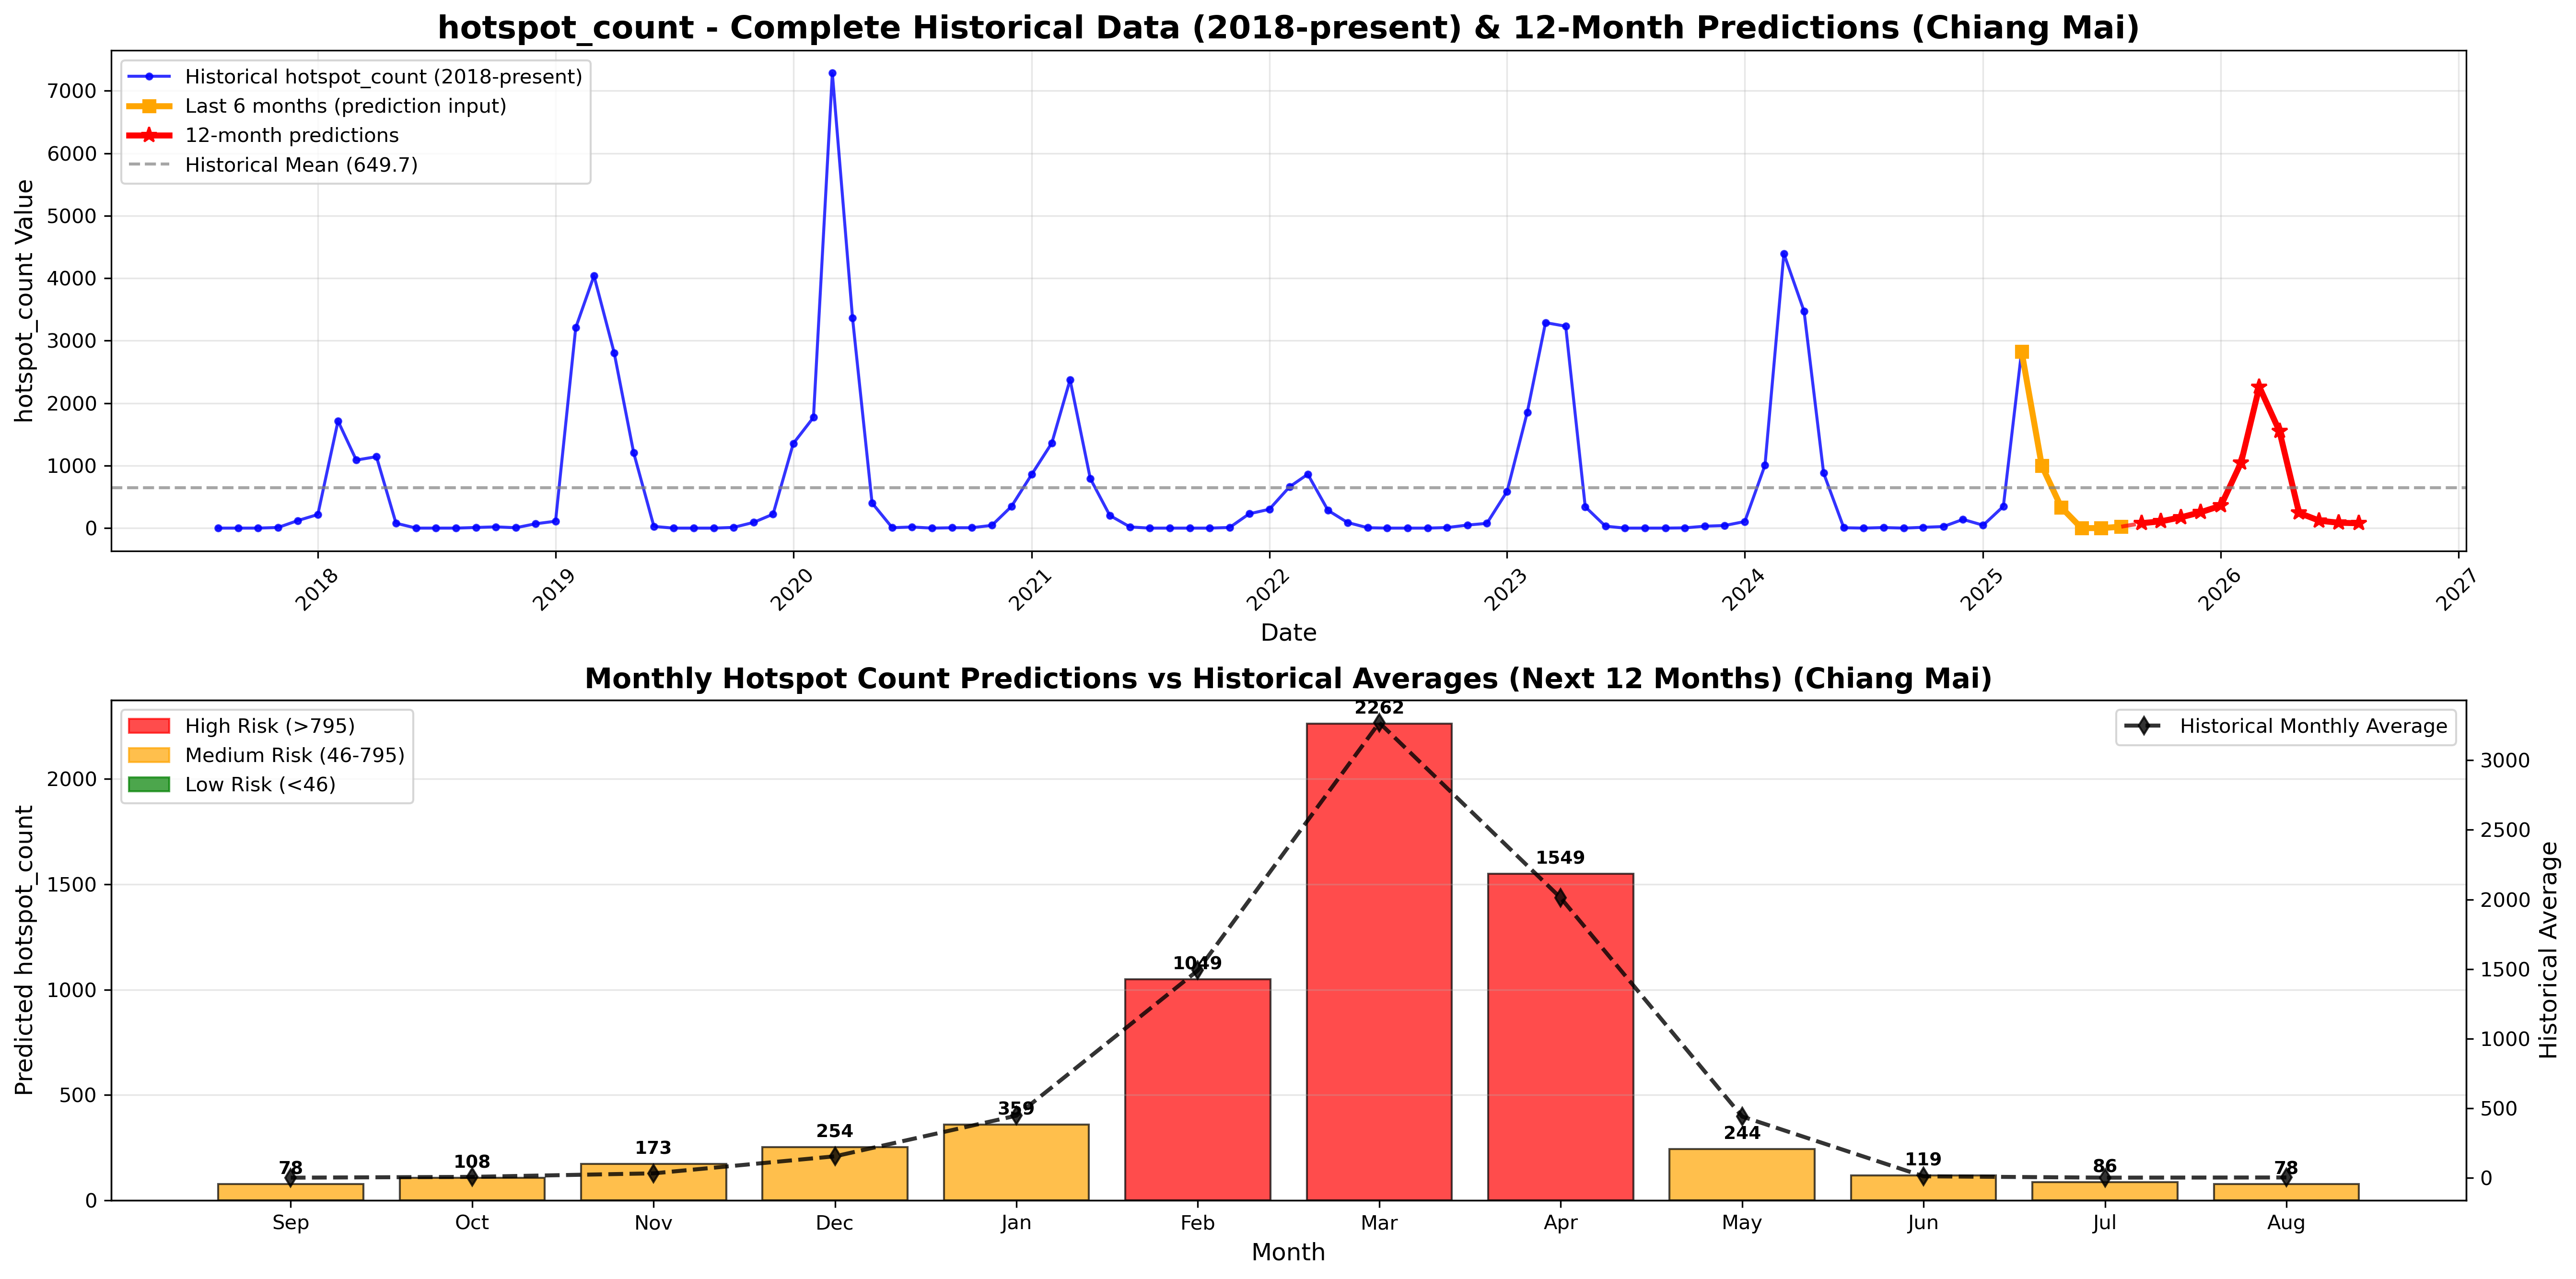 hotspot_count - Complete Historical Data (2018-present) & 12-Month Predictions (Chiang Mai)
Historical hotspot_count (2018-present)
Last 6 months (prediction input)
12-month predictions
Historical Mean (649.7)
hotspot_count Value
7000
6000
5000
4000
3000
2000
1000
0
2018
2019
2020
2021
2022
2023
2024
2025
2026
2027
Date
Monthly Hotspot Count Predictions vs Historical Averages (Next 12 Months) (Chiang Mai)
High Risk (>795)
Medium Risk (46-795)
Low Risk (<46)
Historical Monthly Average
Predicted hotspot_count
2000
1500
1000
500
0
78
108
173
254
359
1049
2262
1549
244
119
86
78
3000
2500
2000
1500
1000
500
0
Historical Average
Sep
Oct
Nov
Dec
Jan
Feb
Mar
Apr
May
Jun
Jul
Aug
Month